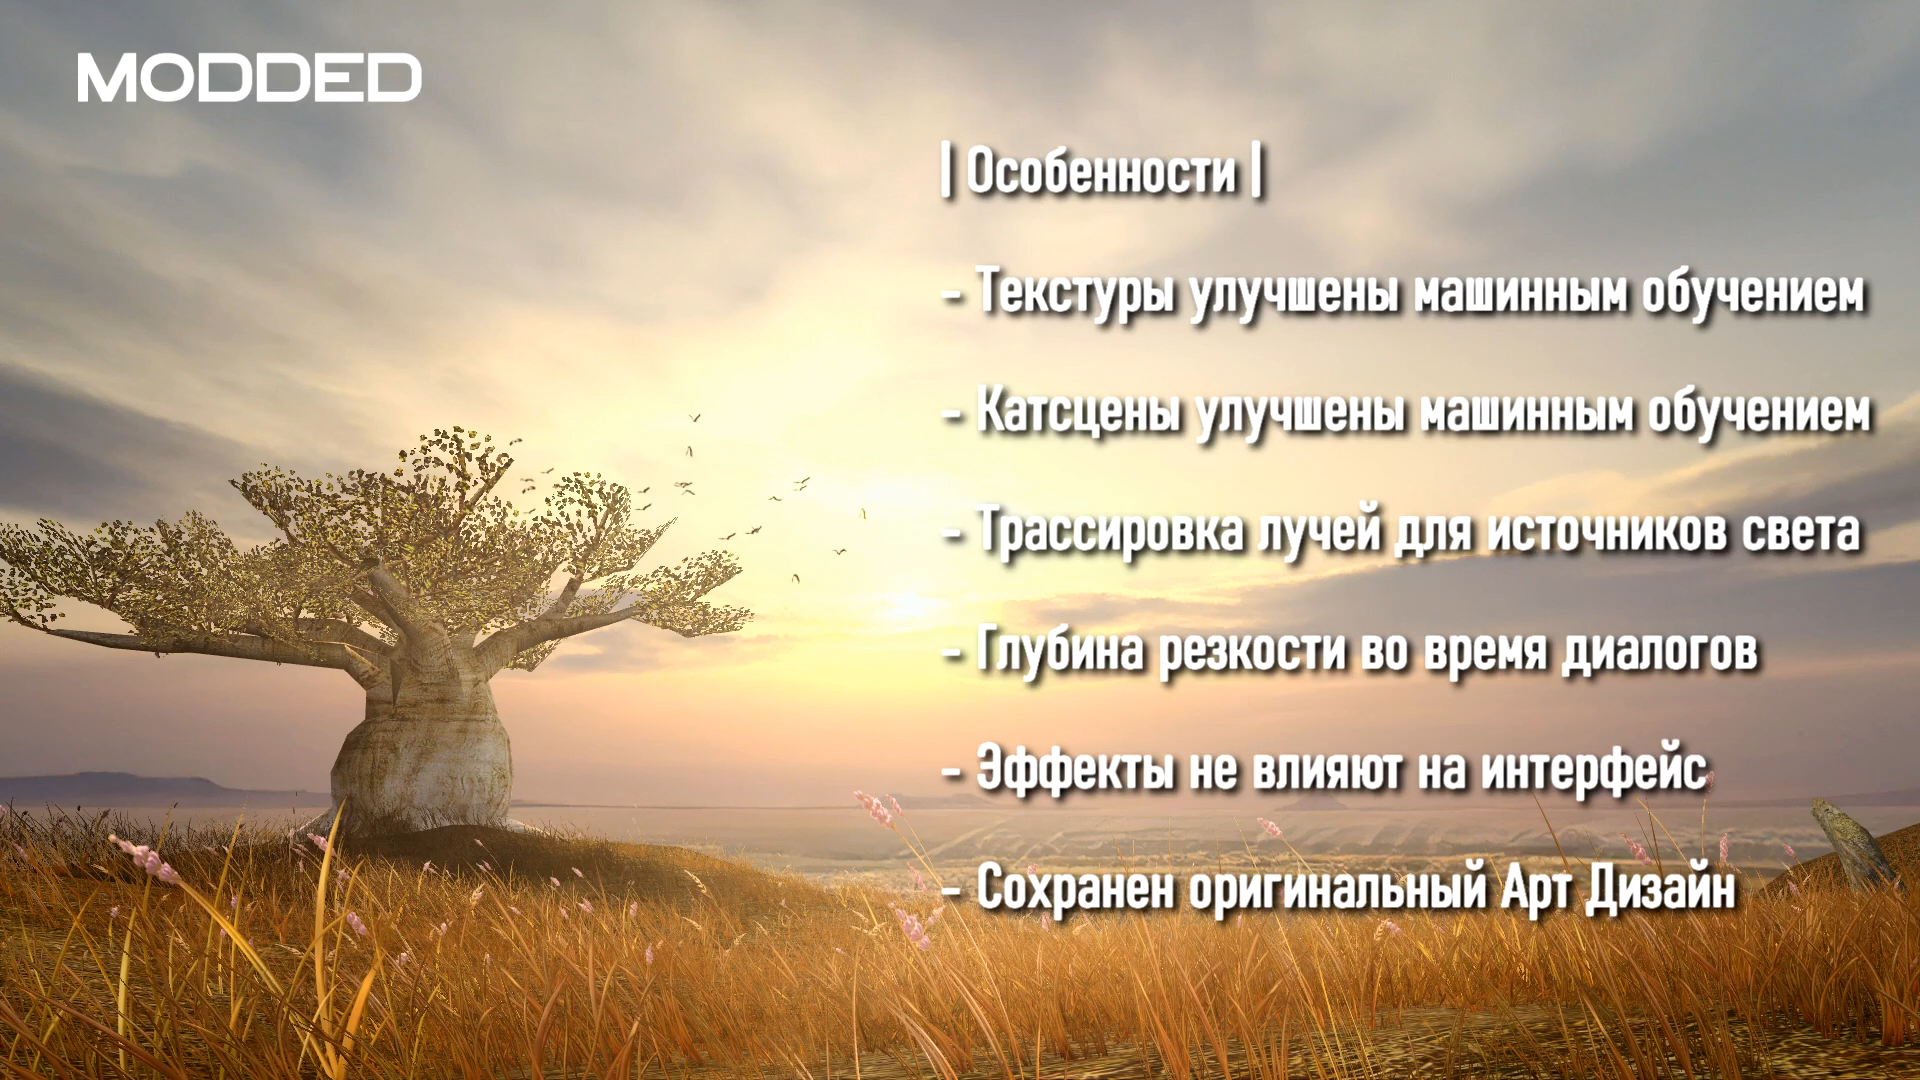 MODDED
| Особенности |
- Текстуры улучшены машинным обучением
- Катсцены улучшены машинным обучением
- Трассировка лучей для источников света
- Глубина резкости во время диалогов
- Эффекты не влияют на интерфейс
- Сохранен оригинальный Арт Дизайн